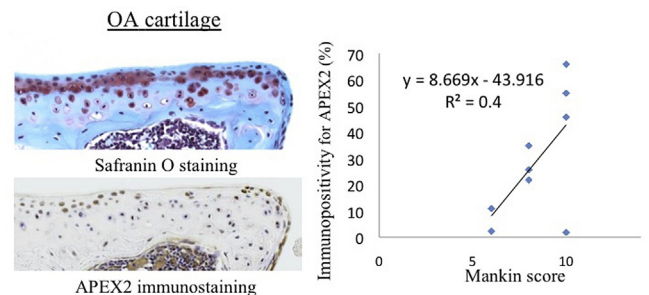 OA cartilage
Safranin O staining
APEX2 immunostaining
Immunopositivity for APEX2 (%)
70
60
50
40
30
20
10
0
y = 8.669x - 43.916
R² = 0.4
0
5
10
Mankin score